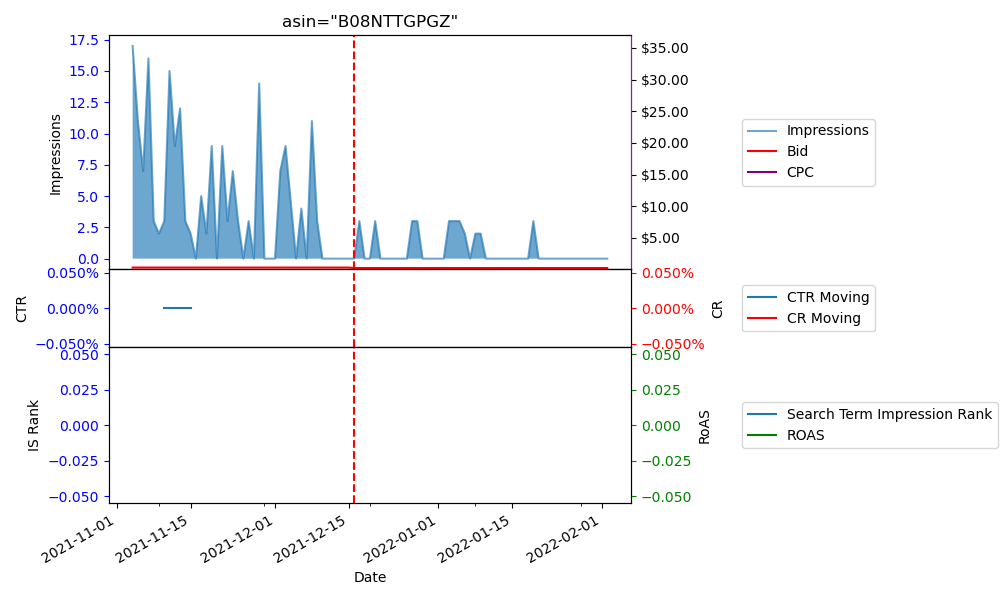 asin="B08NTTGPGZ"
17.5
15.0
12.5
10.0
7.5
5.0
2.5
0.0
Impressions
$35.00
$30.00
$25.00
$20.00
$15.00
$10.00
$5.00
Impressions
Bid
CPC
0.050%
0.000%
−0.050%
CTR
0.050%
0.000%
−0.050%
CR
CTR Moving
CR Moving
0.050
0.025
0.000
−0.025
−0.050
IS Rank
0.050
0.025
0.000
−0.025
−0.050
RoAS
Search Term Impression Rank
ROAS
2021-11-01
2021-11-15
2021-12-01
2021-12-15
2022-01-01
2022-01-15
2022-02-01
Date